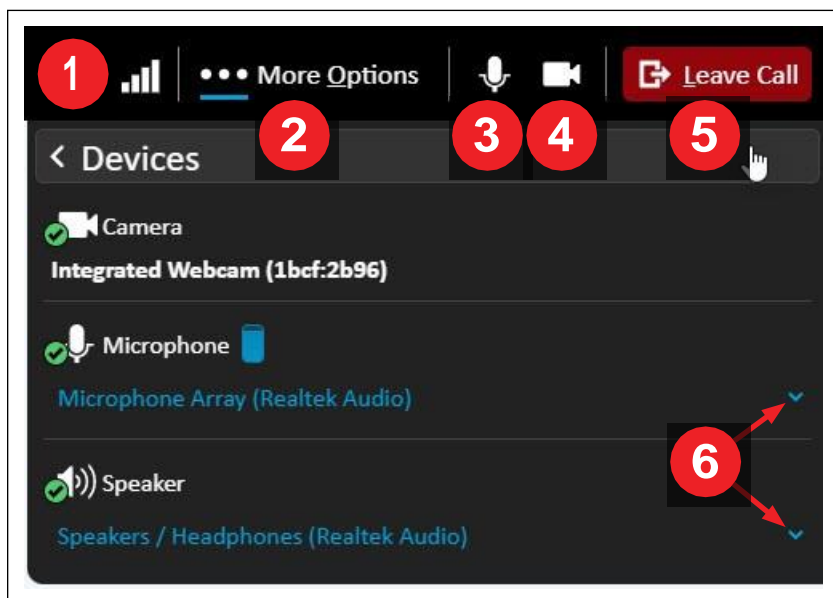 1 ••• More Options Leave Call
2 3 4 5
< Devices
Camera
Integrated Webcam (1bcf:2b96)
Microphone
Microphone Array (Realtek Audio)
6
Speaker
Speakers / Headphones (Realtek Audio)